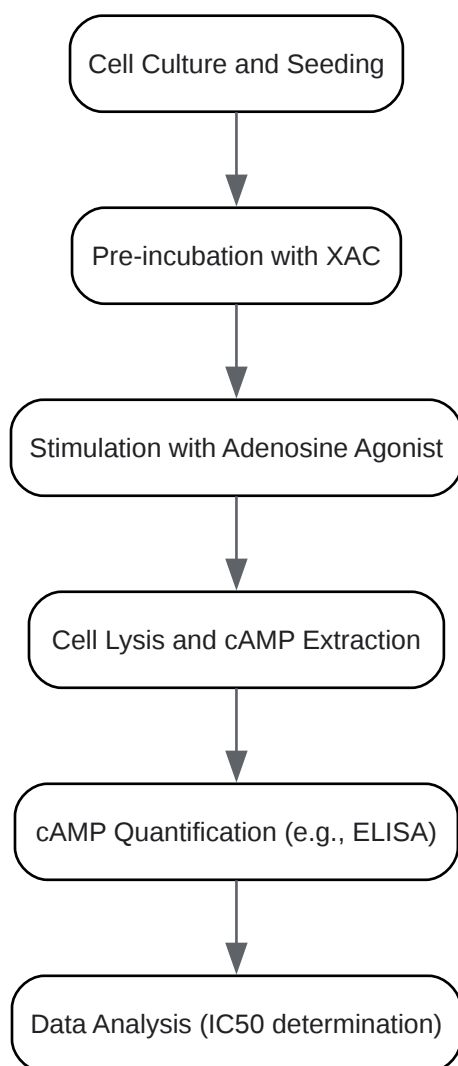 Cell Culture and Seeding
Pre-incubation with XAC
Stimulation with Adenosine Agonist
Cell Lysis and cAMP Extraction
cAMP Quantification (e.g., ELISA)
Data Analysis (IC50 determination)